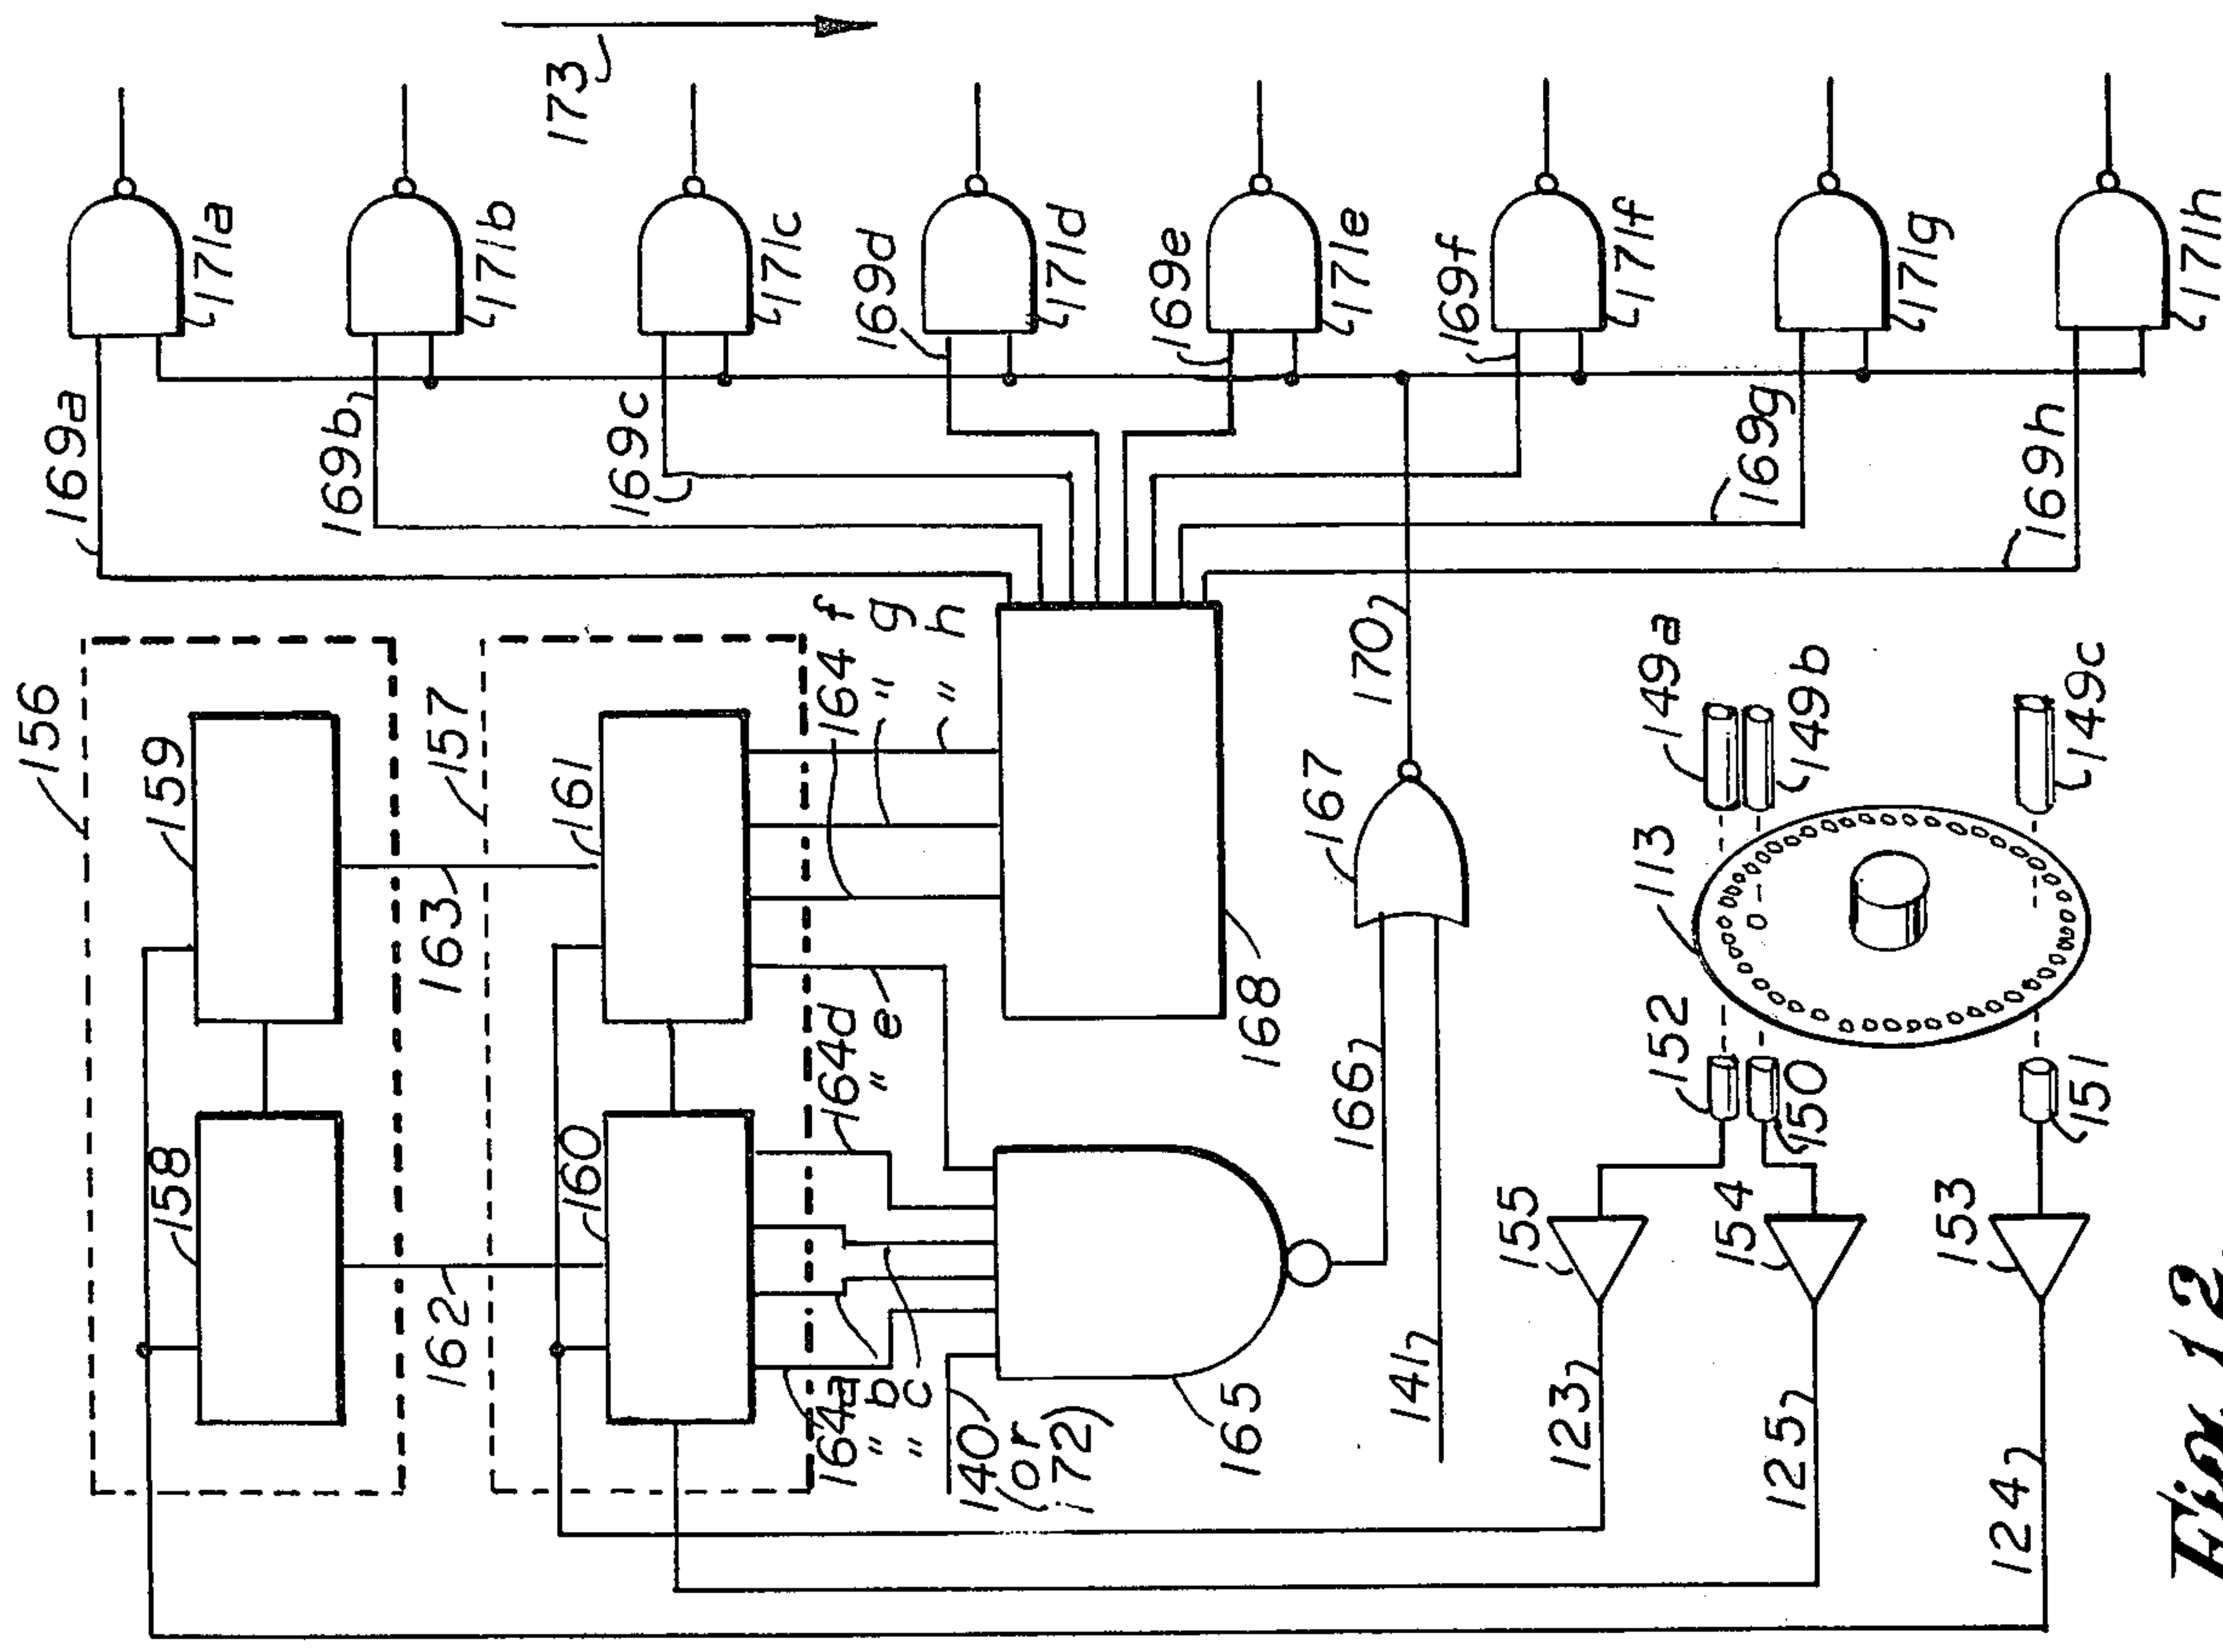 156
159
158
163
162
157
161
160
164f
" g
" h
164d
" e
164a
" b
" c
140
(or
172)
165
168
166
141
167
170
169a
169b
169c
169d
169e
169f
169g
169h
171a
171b
171c
171d
171e
171f
171g
171h
173
149a
149b
149c
113
152
150
151
155
154
153
123
125
124
Fig. 12.